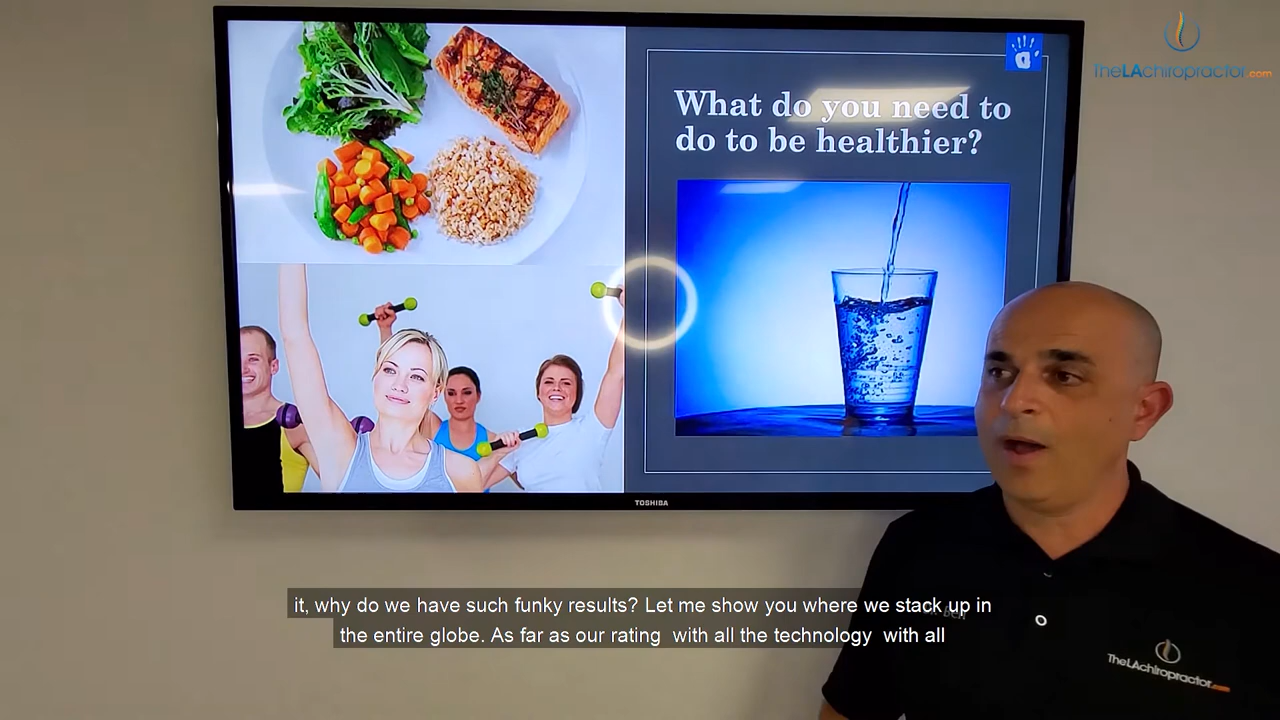 TheLAchiropractor.com
What do you need to
do to be healthier?
TOSHIBA
it, why do we have such funky results? Let me show you where we stack up in
the entire globe. As far as our rating  with all the technology  with all
Ben
TheLAchiropractor.com